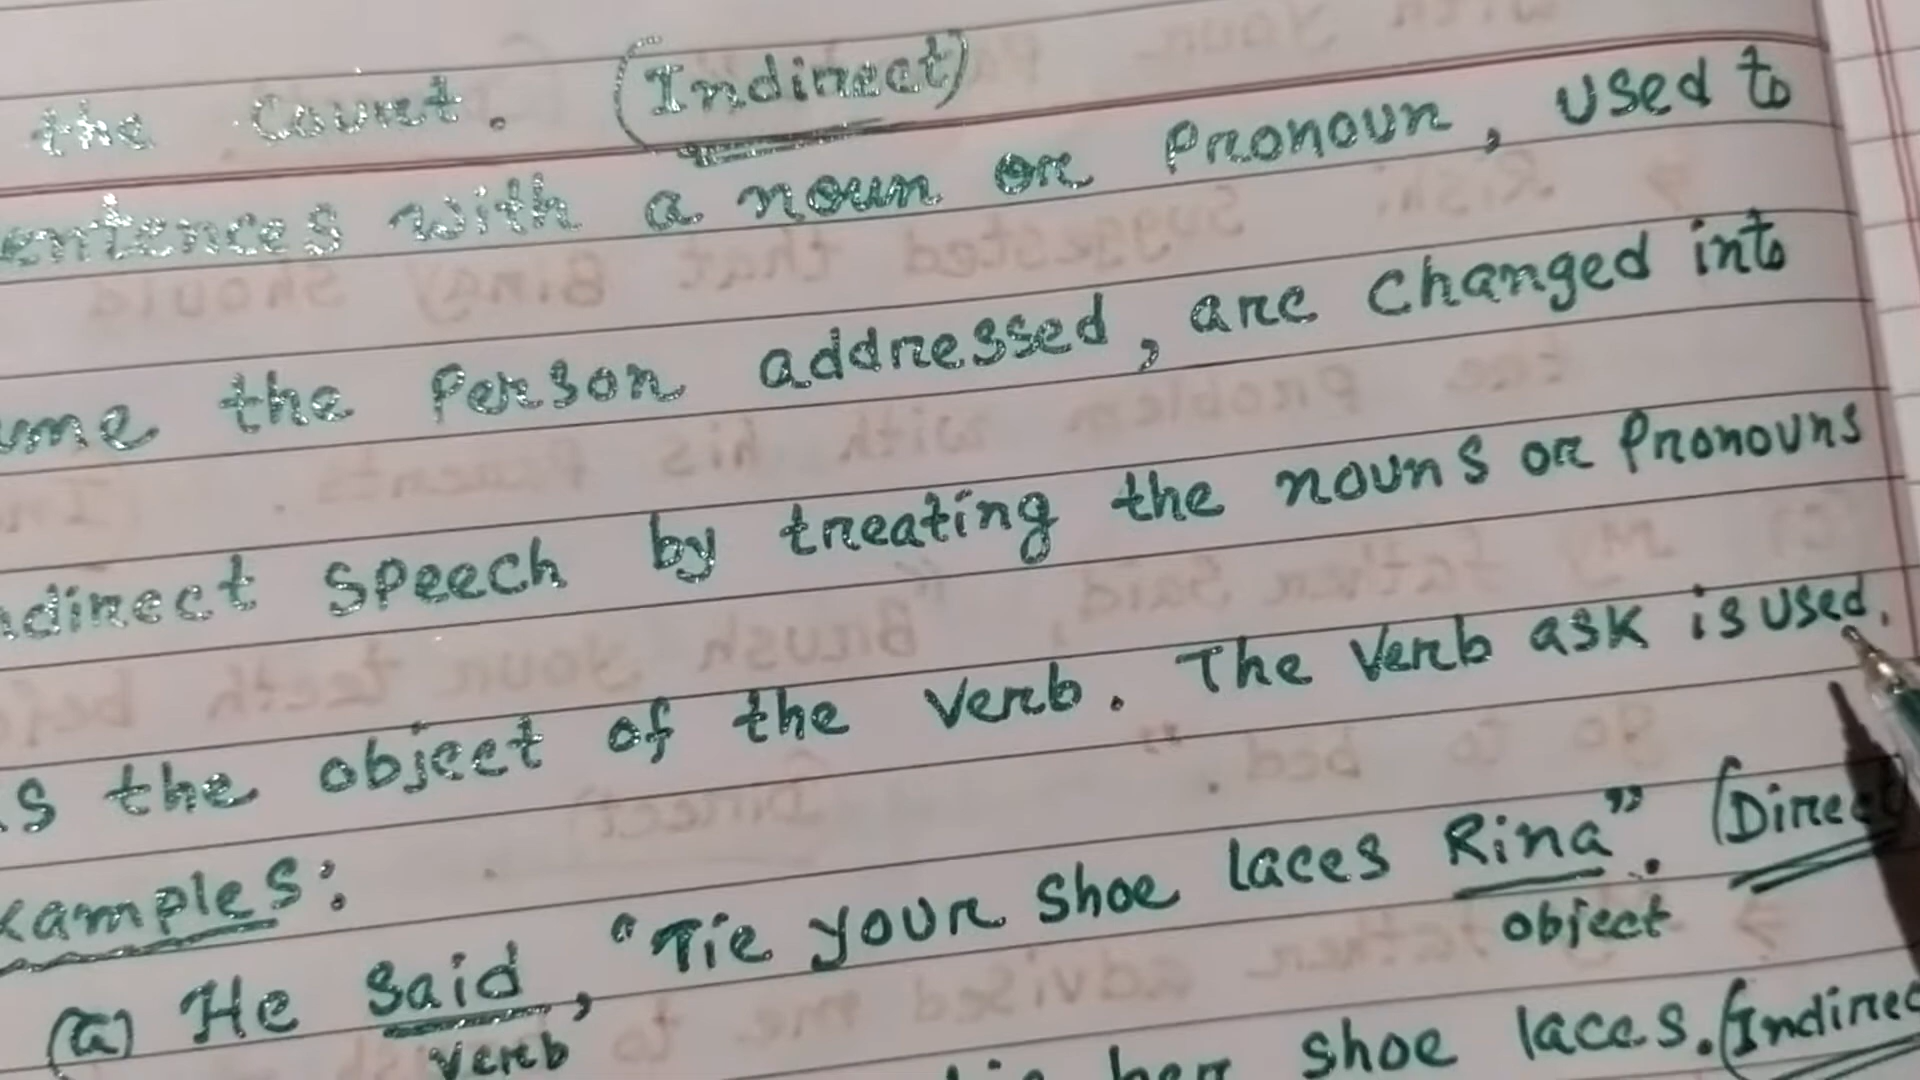 the Court. (Indirect)
entences with a noun or Pronoun, used to
ume the Person addressed, are changed into
ndirect speech by treating the nouns or Pronouns
s the object of the verb. The verb ask is used.
xamples:
(a) He said, "Tie your shoe laces Rina". (Direct
verb
object
her shoe laces. (Indirec